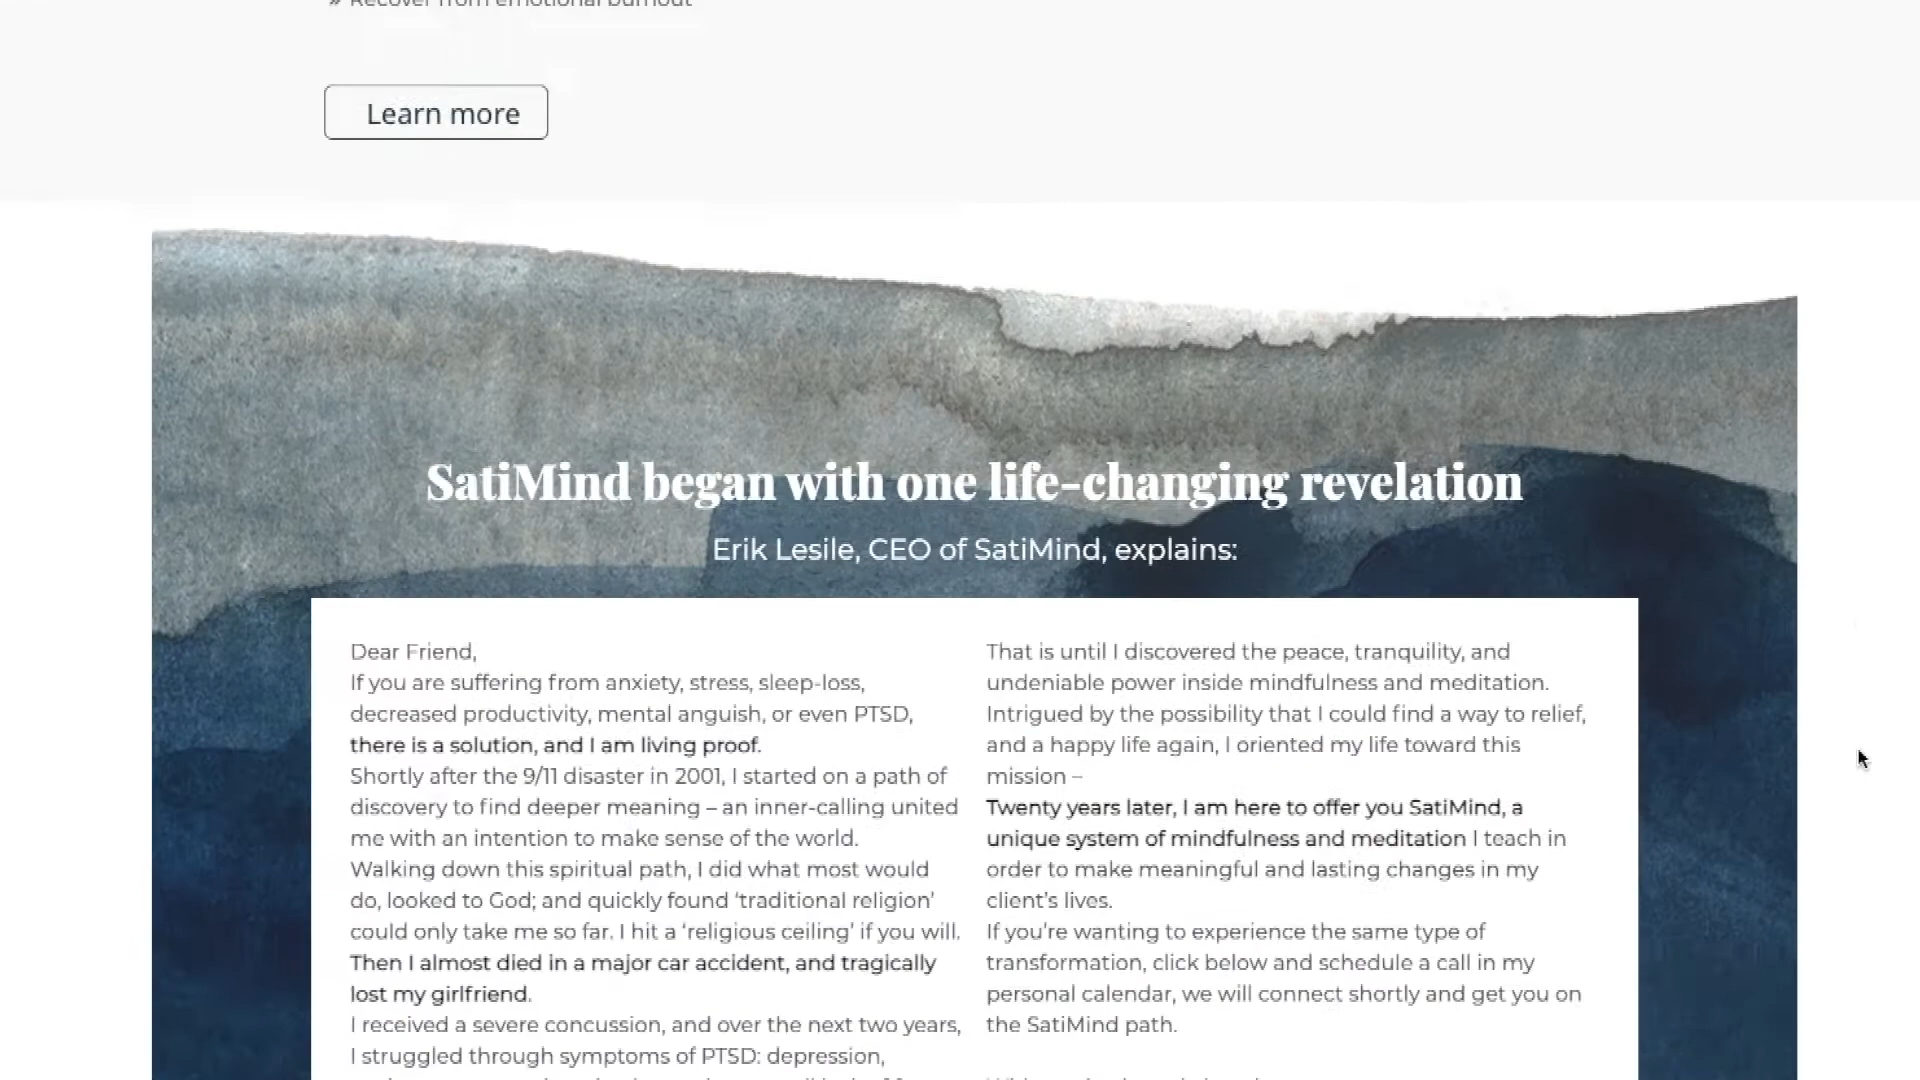 » Recover from emotional burnout
Learn more
SatiMind began with one life-changing revelation
Erik Lesile, CEO of SatiMind, explains:
Dear Friend,
If you are suffering from anxiety, stress, sleep-loss,
decreased productivity, mental anguish, or even PTSD,
there is a solution, and I am living proof.
Shortly after the 9/11 disaster in 2001, I started on a path of
discovery to find deeper meaning – an inner-calling united
me with an intention to make sense of the world.
Walking down this spiritual path, I did what most would
do, looked to God; and quickly found ‘traditional religion’
could only take me so far. I hit a ‘religious ceiling’ if you will.
Then I almost died in a major car accident, and tragically
lost my girlfriend.
I received a severe concussion, and over the next two years,
I struggled through symptoms of PTSD: depression,
That is until I discovered the peace, tranquility, and
undeniable power inside mindfulness and meditation.
Intrigued by the possibility that I could find a way to relief,
and a happy life again, I oriented my life toward this
mission –
Twenty years later, I am here to offer you SatiMind, a
unique system of mindfulness and meditation I teach in
order to make meaningful and lasting changes in my
client’s lives.
If you’re wanting to experience the same type of
transformation, click below and schedule a call in my
personal calendar, we will connect shortly and get you on
the SatiMind path.